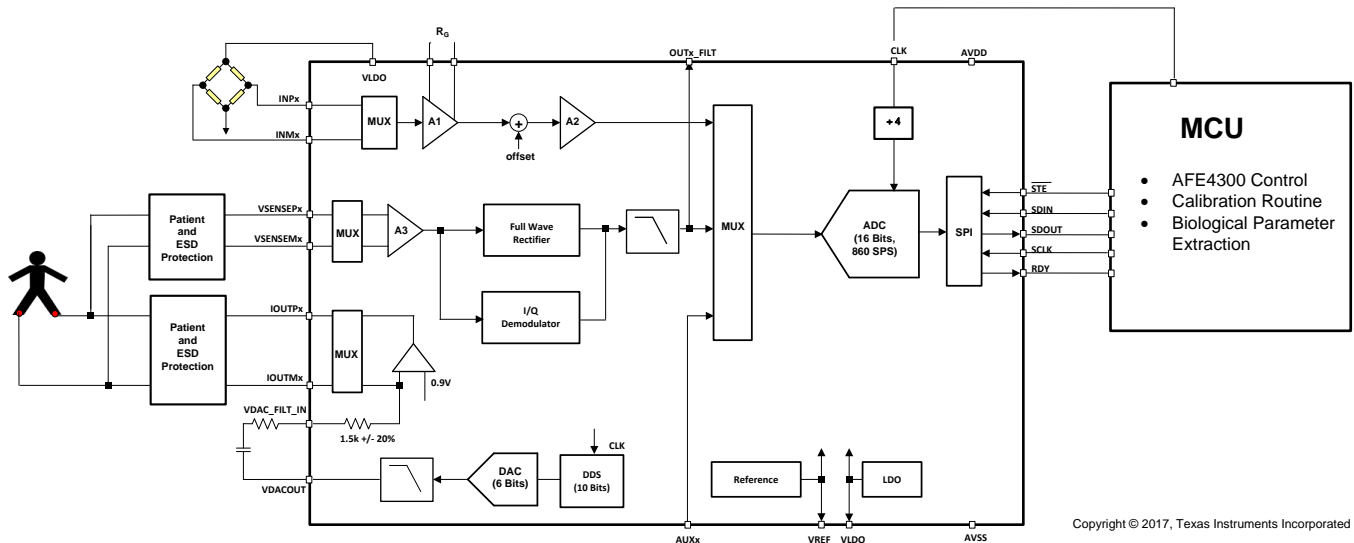 RG
OUTx_FILT
CLK
AVDD
VLDO
INPx
INMx
MUX
A1
+
offset
A2
÷4
MCU
• AFE4300 Control
• Calibration Routine
• Biological Parameter
Extraction
STE
SDIN
SDOUT
SCLK
RDY
SPI
ADC
(16 Bits,
860 SPS)
MUX
Patient
and
ESD
Protection
VSENSEPx
VSENSEMx
MUX
A3
Full Wave
Rectifier
I/Q
Demodulator
Patient
and
ESD
Protection
IOUTPx
IOUTMx
MUX
0.9V
VDAC_FILT_IN
1.5k +/- 20%
VDACOUT
DAC
(6 Bits)
CLK
DDS
(10 Bits)
Reference
LDO
AUXx
VREF
VLDO
AVSS
Copyright © 2017, Texas Instruments Incorporated